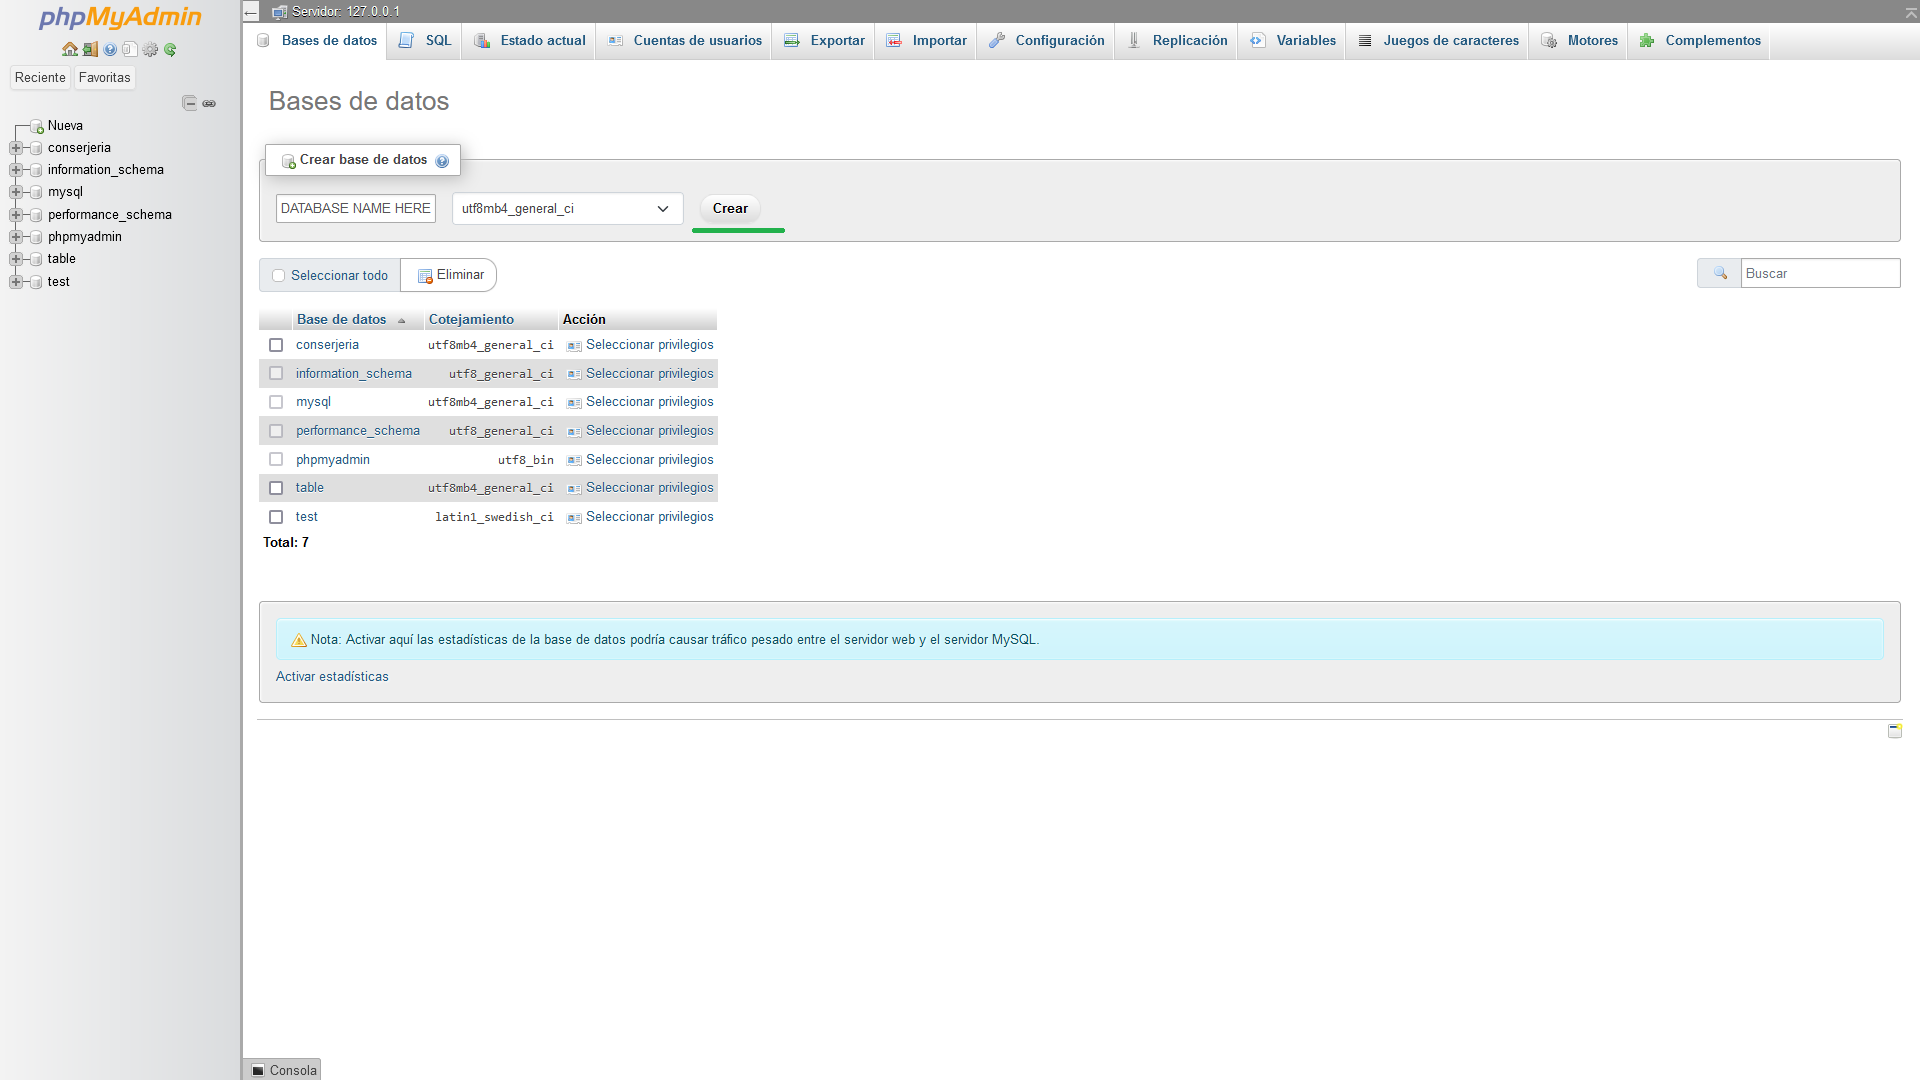 phpMyAdmin
Reciente Favoritas
Nueva
conserjeria
information_schema
mysql
performance_schema
phpmyadmin
table
test
Servidor: 127.0.0.1
Bases de datos SQL Estado actual Cuentas de usuarios Exportar Importar Configuración Replicación Variables Juegos de caracteres Motores Complementos
Bases de datos
Crear base de datos
DATABASE NAME HERE utf8mb4_general_ci Crear
Seleccionar todo Eliminar Buscar
Base de datos Cotejamiento Acción
conserjeria utf8mb4_general_ci Seleccionar privilegios
information_schema utf8_general_ci Seleccionar privilegios
mysql utf8mb4_general_ci Seleccionar privilegios
performance_schema utf8_general_ci Seleccionar privilegios
phpmyadmin utf8_bin Seleccionar privilegios
table utf8mb4_general_ci Seleccionar privilegios
test latin1_swedish_ci Seleccionar privilegios
Total: 7
Nota: Activar aquí las estadísticas de la base de datos podría causar tráfico pesado entre el servidor web y el servidor MySQL.
Activar estadísticas
Consola